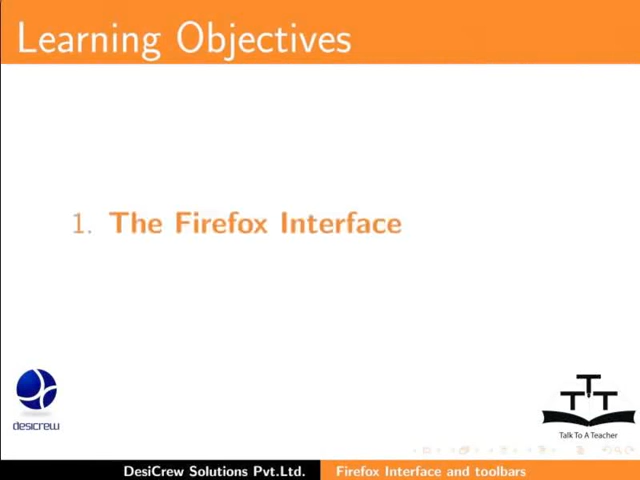 Learning Objectives
1. The Firefox Interface
desicrew
T T T
Talk To A Teacher
DesiCrew Solutions Pvt.Ltd. Firefox Interface and toolbars